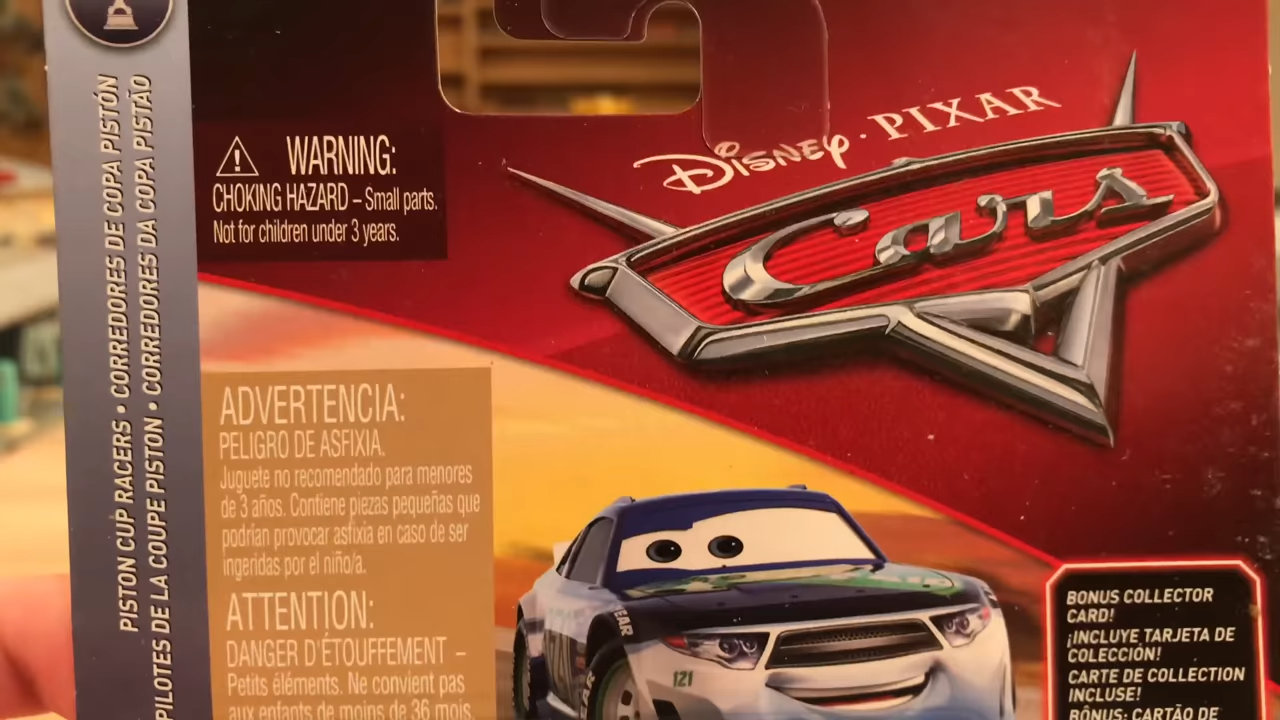 PISTON CUP RACERS • CORREDORES DE COPA PISTÓN
PILOTES DE LA COUPE PISTON • CORREDORES DA COPA PISTÃO
WARNING:
CHOKING HAZARD – Small parts.
Not for children under 3 years.
DISNEY · PIXAR
Cars
ADVERTENCIA:
PELIGRO DE ASFIXIA.
Juguete no recomendado para menores
de 3 años. Contiene piezas pequeñas que
podrían provocar asfixia en caso de ser
ingeridas por el niño/a.
ATTENTION:
DANGER D'ÉTOUFFEMENT –
Petits éléments. Ne convient pas
aux enfants de moins de 36 mois.
121
BONUS COLLECTOR
CARD!
¡INCLUYE TARJETA DE
COLECCIÓN!
CARTE DE COLLECTION
INCLUSE!
BÔNUS: CARTÃO DE